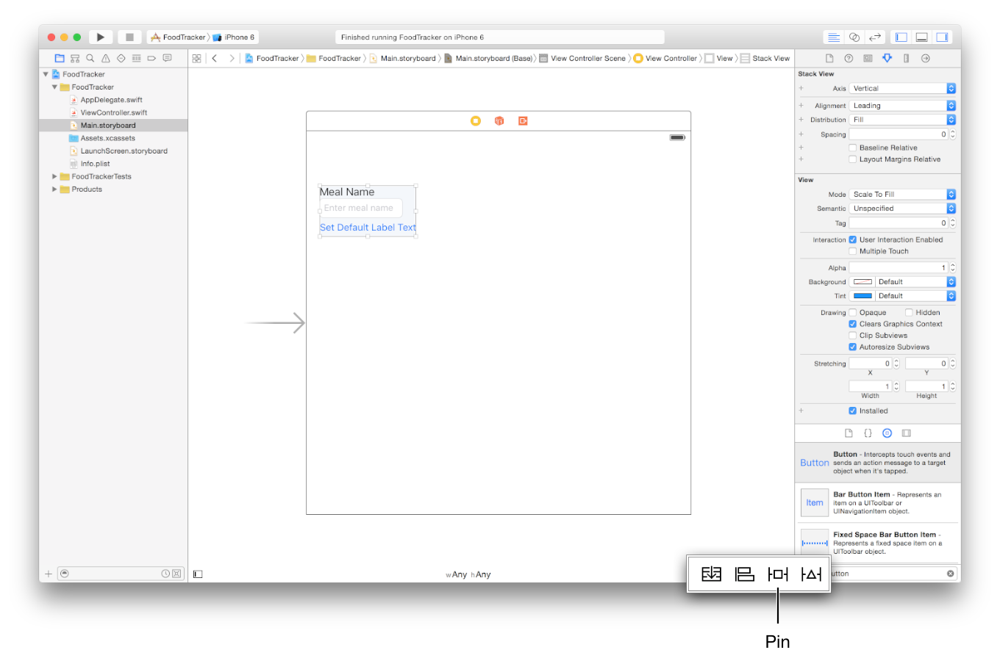 FoodTracker
iPhone 6
Finished running FoodTracker on iPhone 6
FoodTracker
FoodTracker
Main.storyboard
Main.storyboard (Base)
View Controller Scene
View Controller
View
Stack View
FoodTracker
FoodTracker
AppDelegate.swift
ViewController.swift
Main.storyboard
Assets.xcassets
LaunchScreen.storyboard
Info.plist
FoodTrackerTests
Products
Meal Name
Enter meal name
Set Default Label Text
wAny hAny
Stack View
Axis Vertical
Alignment Leading
Distribution Fill
Spacing 0
Baseline Relative
Layout Margins Relative
View
Mode Scale To Fill
Semantic Unspecified
Tag 0
Interaction User Interaction Enabled
Multiple Touch
Alpha 1
Background Default
Tint Default
Drawing Opaque Hidden
Clears Graphics Context
Clip Subviews
Autoresize Subviews
Stretching 0 0
X Y
1 1
Width Height
Installed
Button
Button - Intercepts touch events and
sends an action message to a target
object when it's tapped.
Item
Bar Button Item - Represents an
item on a UIToolbar or
UINavigationItem object.
Fixed Space Bar Button Item -
Represents a fixed space item on a
UIToolbar object.
utton
Pin